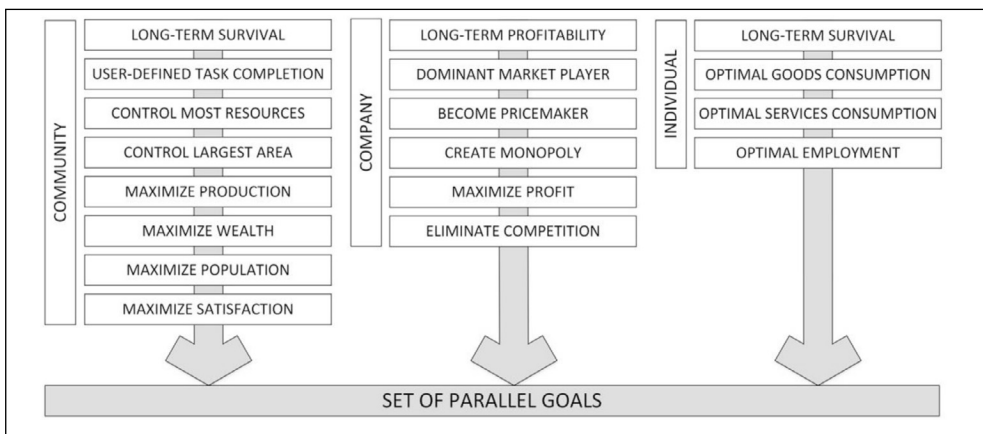 COMMUNITY
LONG-TERM SURVIVAL
USER-DEFINED TASK COMPLETION
CONTROL MOST RESOURCES
CONTROL LARGEST AREA
MAXIMIZE PRODUCTION
MAXIMIZE WEALTH
MAXIMIZE POPULATION
MAXIMIZE SATISFACTION
COMPANY
LONG-TERM PROFITABILITY
DOMINANT MARKET PLAYER
BECOME PRICEMAKER
CREATE MONOPOLY
MAXIMIZE PROFIT
ELIMINATE COMPETITION
INDIVIDUAL
LONG-TERM SURVIVAL
OPTIMAL GOODS CONSUMPTION
OPTIMAL SERVICES CONSUMPTION
OPTIMAL EMPLOYMENT
SET OF PARALLEL GOALS